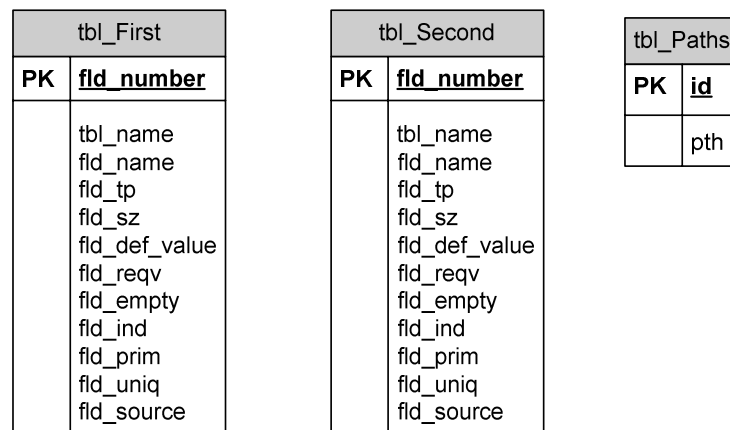 tbl_First
PK fld_number
tbl_name
fld_name
fld_tp
fld_sz
fld_def_value
fld_reqv
fld_empty
fld_ind
fld_prim
fld_uniq
fld_source
tbl_Second
PK fld_number
tbl_name
fld_name
fld_tp
fld_sz
fld_def_value
fld_reqv
fld_empty
fld_ind
fld_prim
fld_uniq
fld_source
tbl_Paths
PK id
pth